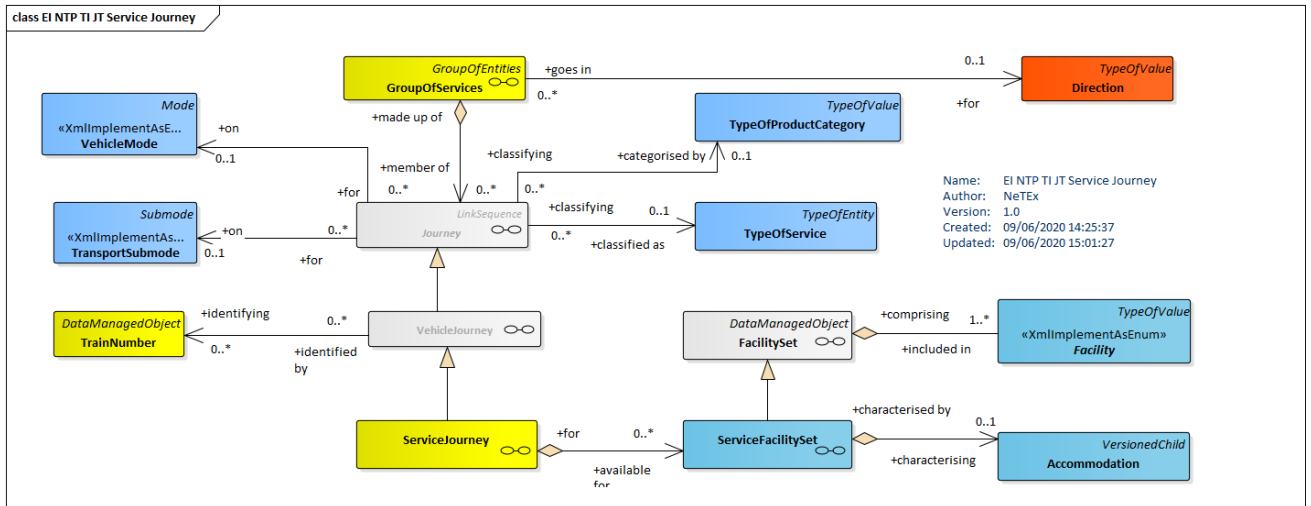 class EI NTP TI JT Service Journey
GroupOfEntities
GroupOfServices
+goes in
0..*
0..1
+for
TypeOfValue
Direction
Mode
«XmlImplementAsE...
VehicleMode
+on
0..1
+for
0..*
+made up of
+member of
0..*
TypeOfValue
TypeOfProductCategory
+classifying
0..*
+categorised by
0..1
Name: EI NTP TI JT Service Journey
Author: NeTEx
Version: 1.0
Created: 09/06/2020 14:25:37
Updated: 09/06/2020 15:01:27
Submode
«XmlImplementAs...
TransportSubmode
+on
0..1
0..*
+for
LinkSequence
Journey
+classifying
0..*
0..1
+classified as
TypeOfEntity
TypeOfService
DataManagedObject
TrainNumber
+identifying
0..*
0..*
+identified
by
VehicleJourney
DataManagedObject
FacilitySet
+comprising
1..*
+included in
TypeOfValue
«XmlImplementAsEnum»
Facility
ServiceJourney
+for
0..*
+available
for
ServiceFacilitySet
+characterised by
0..1
+characterising
VersionedChild
Accommodation